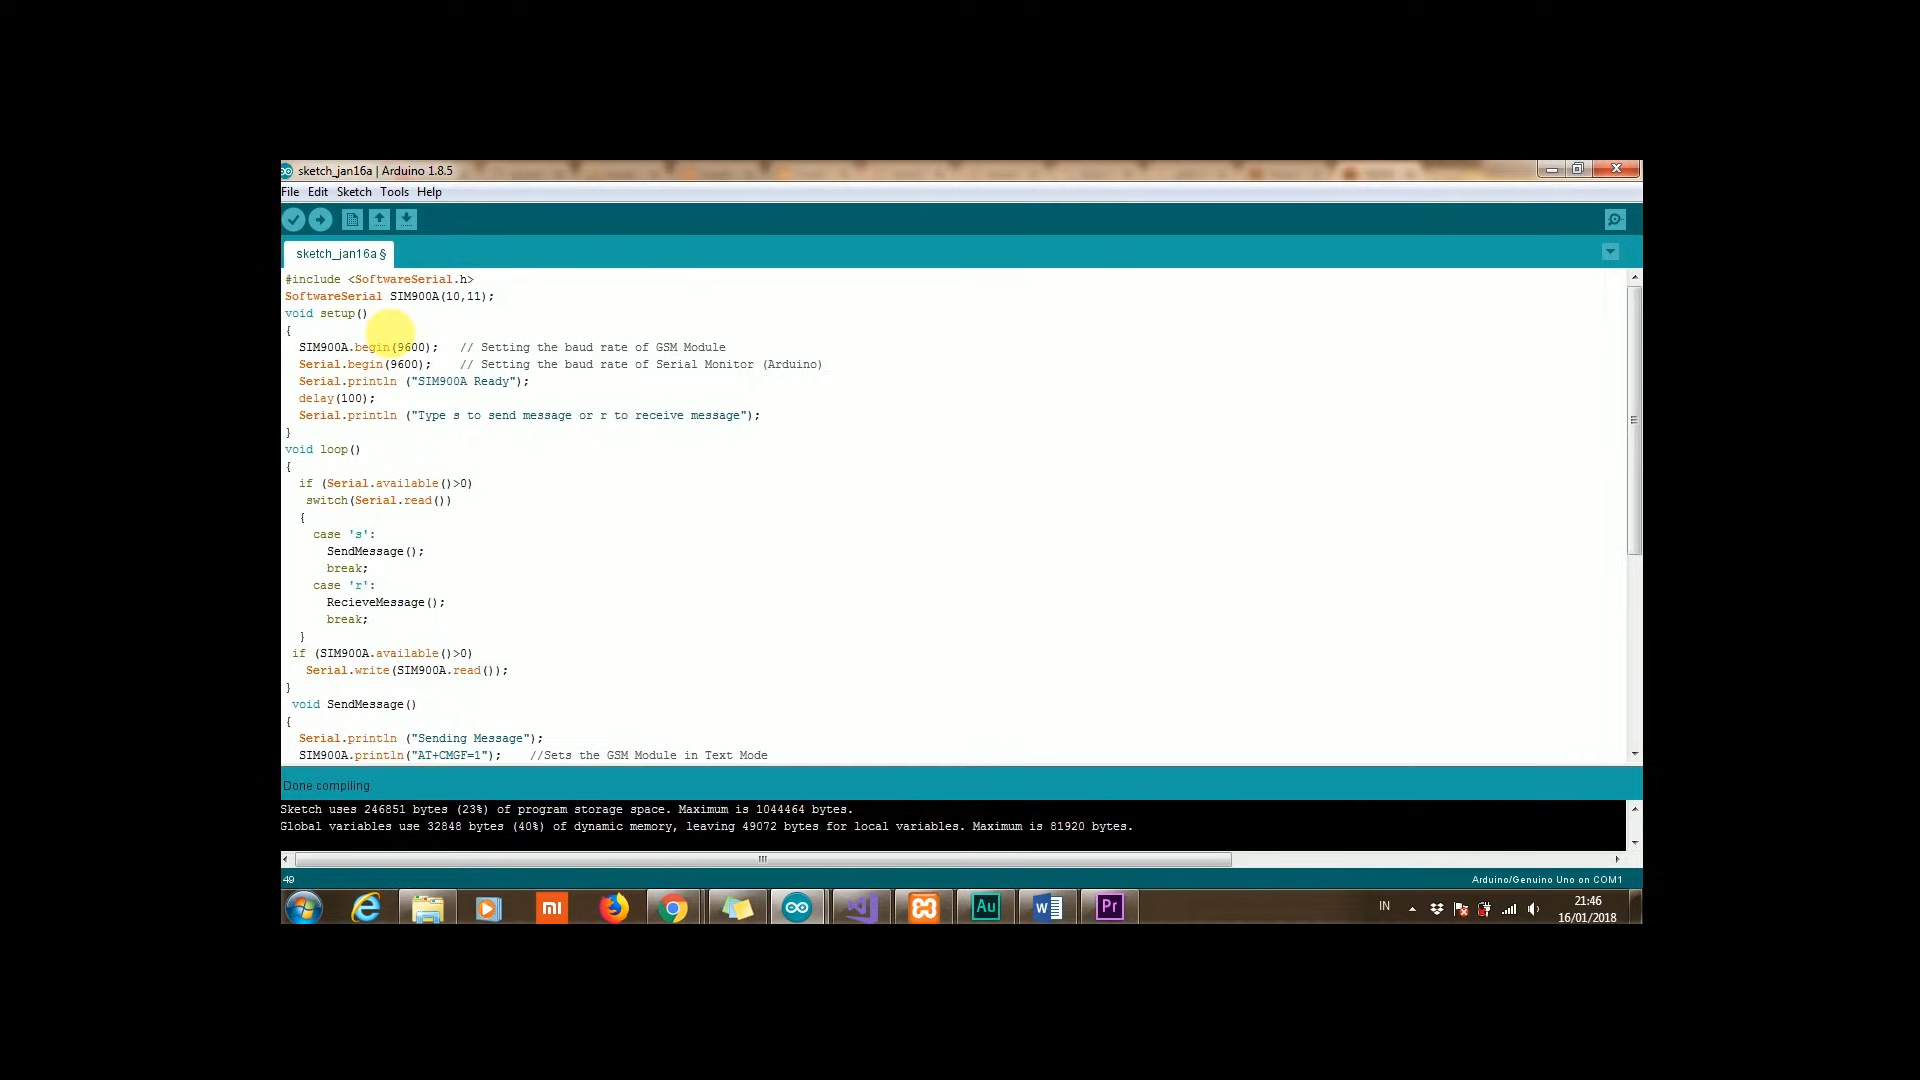 sketch_jan16a | Arduino 1.8.5
File Edit Sketch Tools Help
sketch_jan16a §
#include <SoftwareSerial.h>
SoftwareSerial SIM900A(10,11);
void setup()
{
SIM900A.begin(9600); // Setting the baud rate of GSM Module
Serial.begin(9600); // Setting the baud rate of Serial Monitor (Arduino)
Serial.println ("SIM900A Ready");
delay(100);
Serial.println ("Type s to send message or r to receive message");
}
void loop()
{
if (Serial.available()>0)
switch(Serial.read())
{
case 's':
SendMessage();
break;
case 'r':
RecieveMessage();
break;
}
if (SIM900A.available()>0)
Serial.write(SIM900A.read());
}
void SendMessage()
{
Serial.println ("Sending Message");
SIM900A.println("AT+CMGF=1"); //Sets the GSM Module in Text Mode
Done compiling.
Sketch uses 246851 bytes (23%) of program storage space. Maximum is 1044464 bytes.
Global variables use 32848 bytes (40%) of dynamic memory, leaving 49072 bytes for local variables. Maximum is 81920 bytes.
49 Arduino/Genuino Uno on COM1
mi Au W Pr IN 21:46
16/01/2018